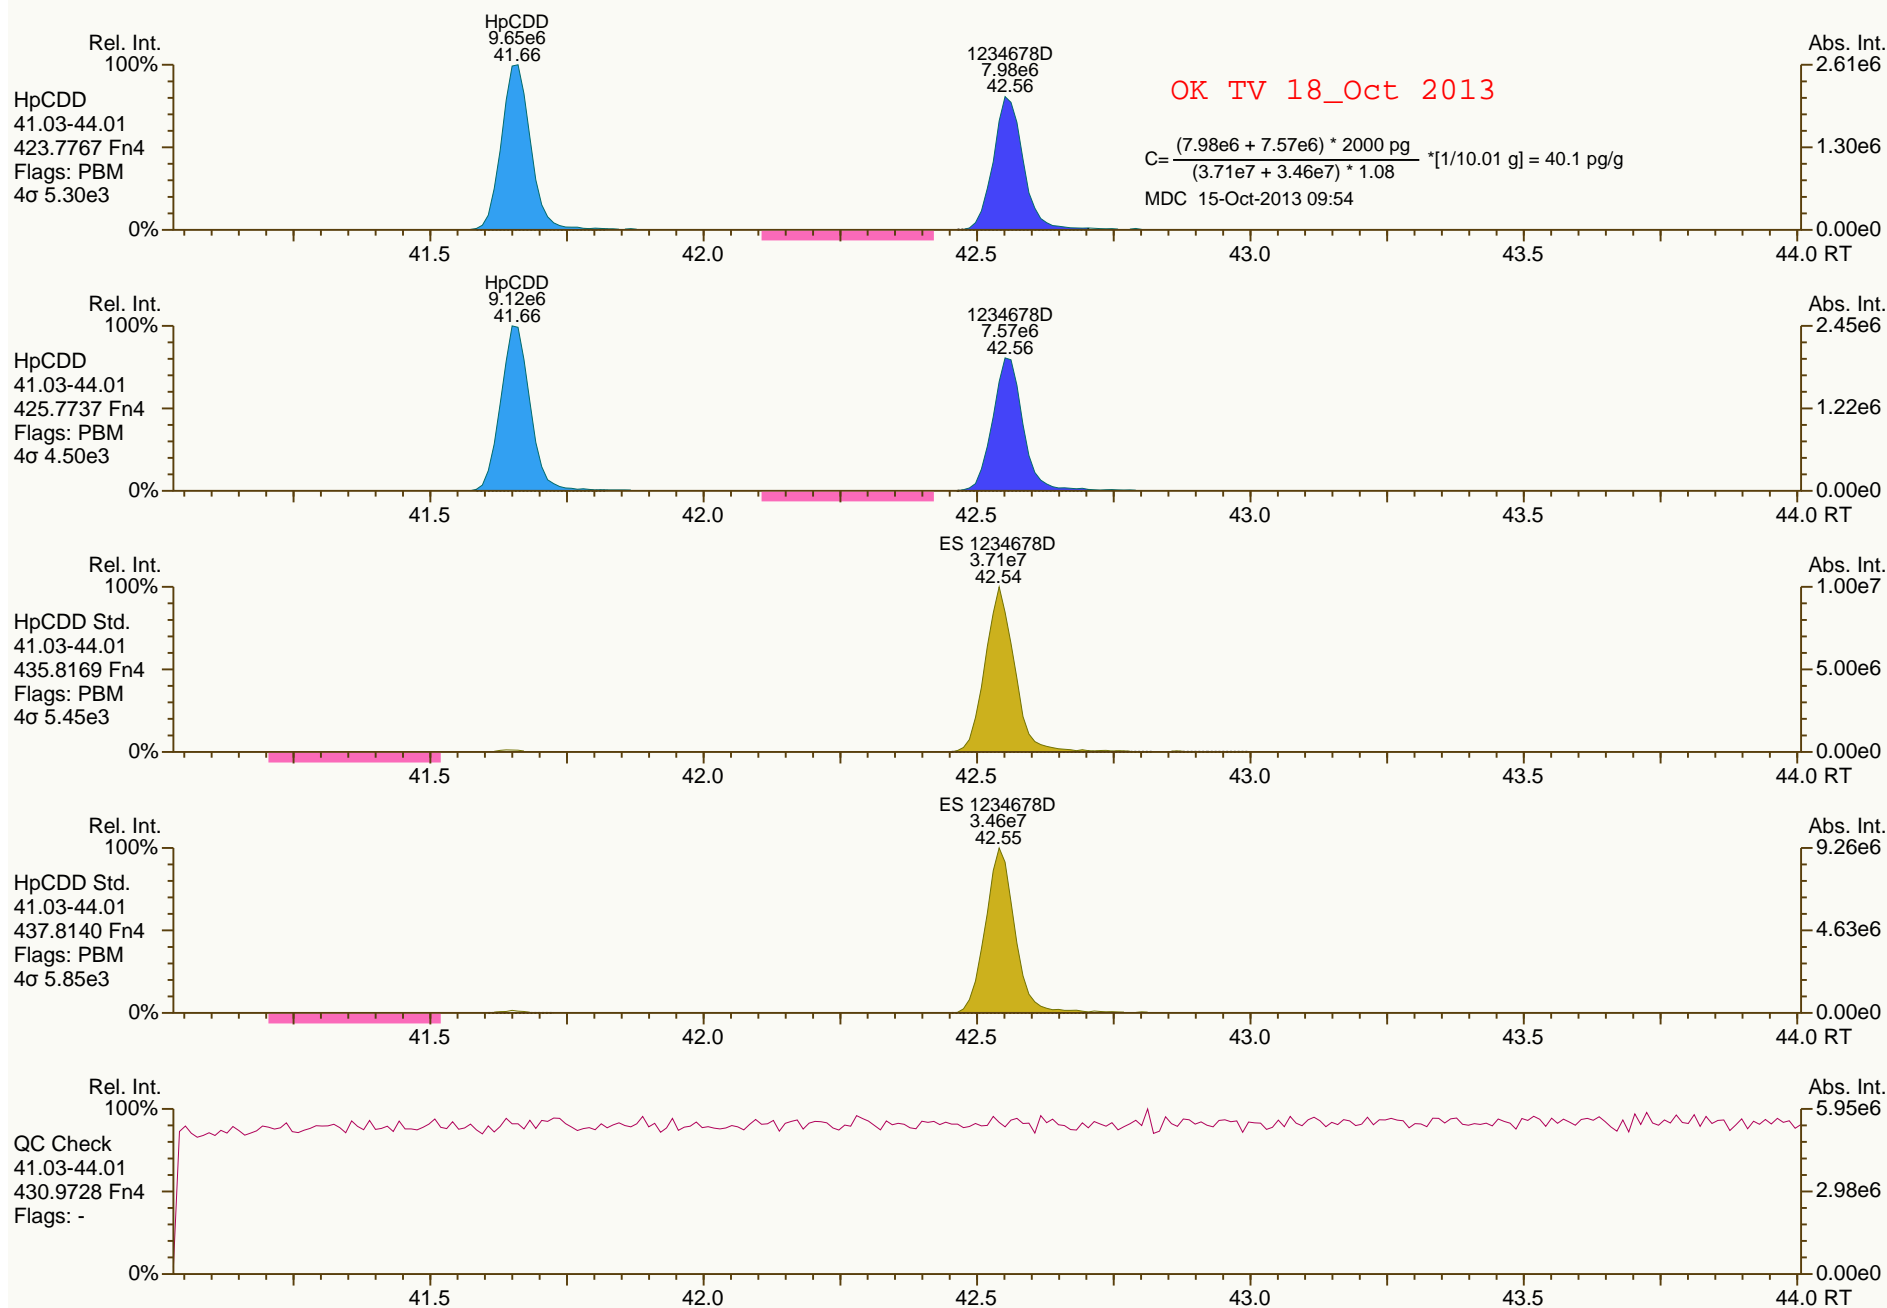 HpCDD
9.65e6
41.66
1234678D
7.98e6
42.56
Rel. Int.
100%
0%
HpCDD
41.03-44.01
423.7767 Fn4
Flags: PBM
4σ 5.30e3
OK TV 18_Oct 2013
C= (7.98e6 + 7.57e6) * 2000 pg
(3.71e7 + 3.46e7) * 1.08
*[1/10.01 g] = 40.1 pg/g
MDC 15-Oct-2013 09:54
Abs. Int.
2.61e6
1.30e6
0.00e0
41.5 42.0 42.5 43.0 43.5 44.0 RT
HpCDD
9.12e6
41.66
1234678D
7.57e6
42.56
Rel. Int.
100%
0%
HpCDD
41.03-44.01
425.7737 Fn4
Flags: PBM
4σ 4.50e3
Abs. Int.
2.45e6
1.22e6
0.00e0
41.5 42.0 42.5 43.0 43.5 44.0 RT
ES 1234678D
3.71e7
42.54
Rel. Int.
100%
0%
HpCDD Std.
41.03-44.01
435.8169 Fn4
Flags: PBM
4σ 5.45e3
Abs. Int.
1.00e7
5.00e6
0.00e0
41.5 42.0 42.5 43.0 43.5 44.0 RT
ES 1234678D
3.46e7
42.55
Rel. Int.
100%
0%
HpCDD Std.
41.03-44.01
437.8140 Fn4
Flags: PBM
4σ 5.85e3
Abs. Int.
9.26e6
4.63e6
0.00e0
41.5 42.0 42.5 43.0 43.5 44.0 RT
Rel. Int.
100%
0%
QC Check
41.03-44.01
430.9728 Fn4
Flags: -
Abs. Int.
5.95e6
2.98e6
0.00e0
41.5 42.0 42.5 43.0 43.5 44.0 RT